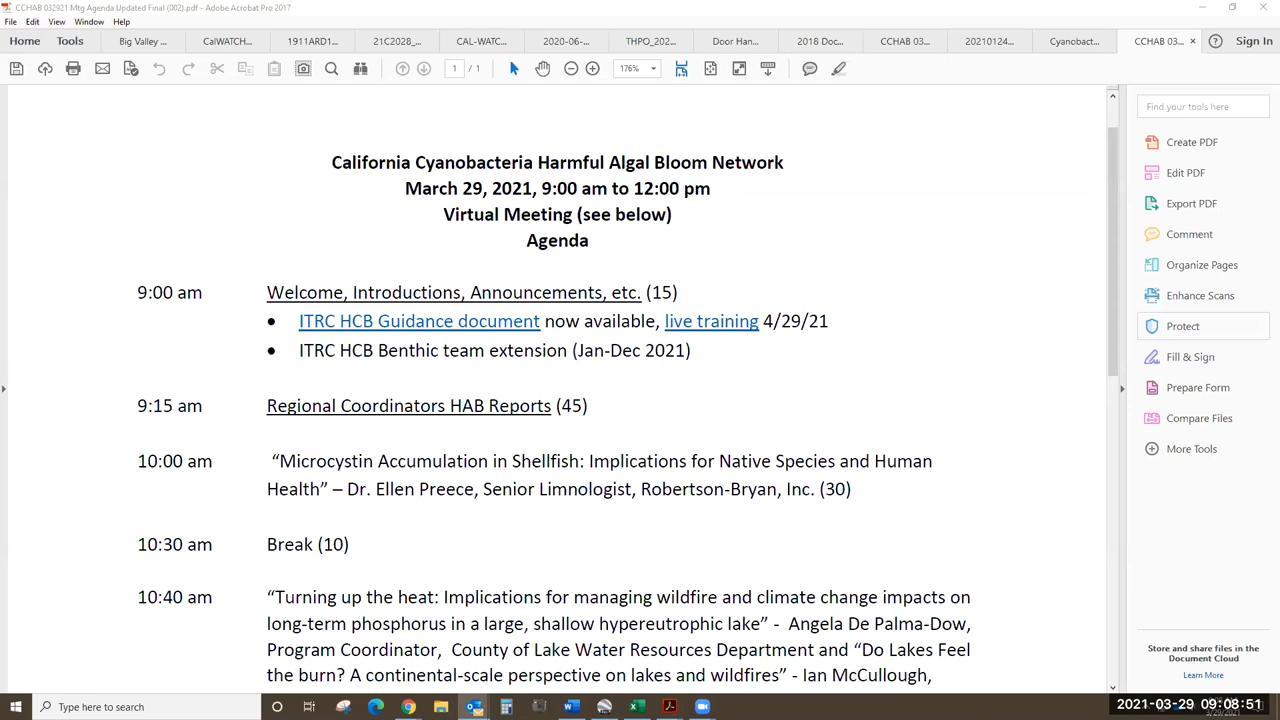 CCHAB 032921 Mtg Agenda Updated Final (002).pdf - Adobe Acrobat Pro 2017
File Edit View Window Help
Home Tools Big Valley ... CalWATCH... 1911ARD1... 21C2028_... CAL-WATC... 2020-06-... THPO_202... Door Han... 2018 Doc... CCHAB 03... 20210124... Cyanobact... CCHAB 03... × Sign In
1 / 1 176%
California Cyanobacteria Harmful Algal Bloom Network
March 29, 2021, 9:00 am to 12:00 pm
Virtual Meeting (see below)
Agenda
9:00 am Welcome, Introductions, Announcements, etc. (15)
• ITRC HCB Guidance document now available, live training 4/29/21
• ITRC HCB Benthic team extension (Jan-Dec 2021)
9:15 am Regional Coordinators HAB Reports (45)
10:00 am “Microcystin Accumulation in Shellfish: Implications for Native Species and Human
Health” – Dr. Ellen Preece, Senior Limnologist, Robertson-Bryan, Inc. (30)
10:30 am Break (10)
10:40 am “Turning up the heat: Implications for managing wildfire and climate change impacts on
long-term phosphorus in a large, shallow hypereutrophic lake” - Angela De Palma-Dow,
Program Coordinator, County of Lake Water Resources Department and “Do Lakes Feel
the burn? A continental-scale perspective on lakes and wildfires” - Ian McCullough,
Find your tools here
Create PDF
Edit PDF
Export PDF
Comment
Organize Pages
Enhance Scans
Protect
Fill & Sign
Prepare Form
Compare Files
More Tools
Store and share files in the
Document Cloud
Learn More
Type here to search
2021-03-29 09:08:51